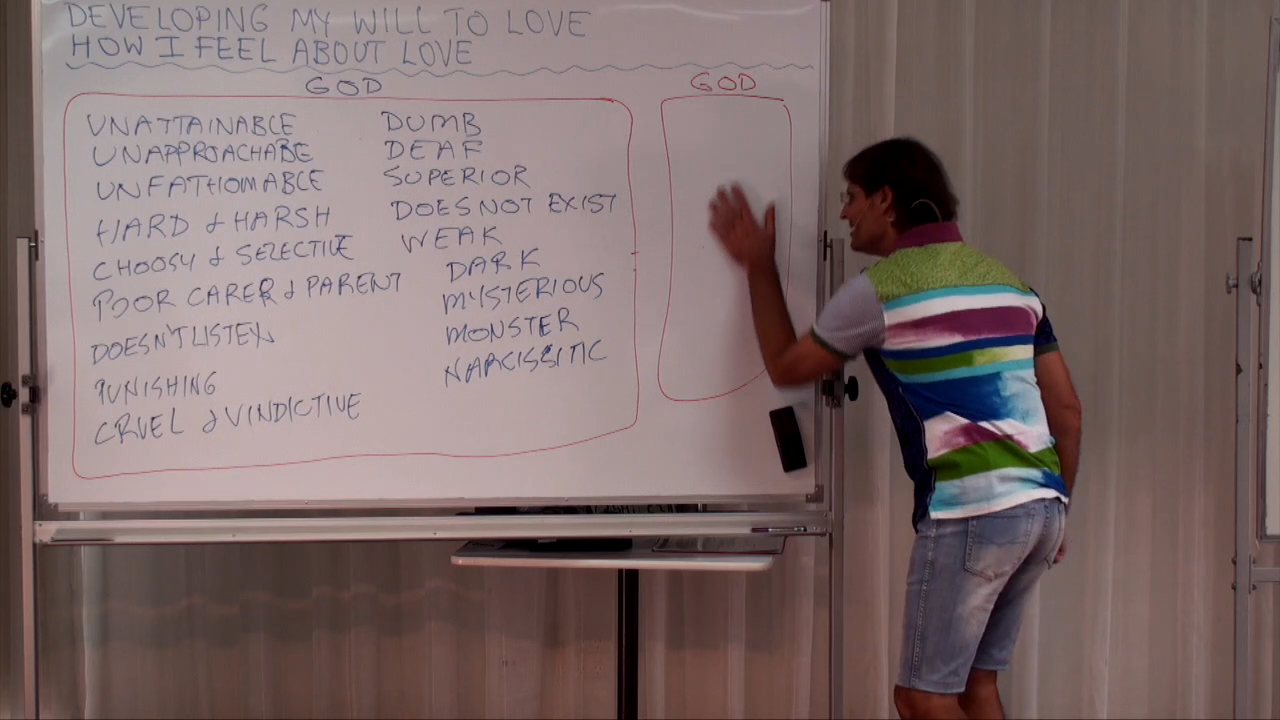 DEVELOPING MY WILL TO LOVE
HOW I FEEL ABOUT LOVE
GOD
UNATTAINABLE
UNAPPROACHABE
UNFATHOMABLE
HARD & HARSH
CHOOSY & SELECTIVE
POOR CARER & PARENT
DOESN'T LISTEN
PUNISHING
CRUEL & VINDICTIVE
DUMB
DEAF
SUPERIOR
DOES NOT EXIST
WEAK
DARK
MYSTERIOUS
MONSTER
NARCISSITIC
GOD